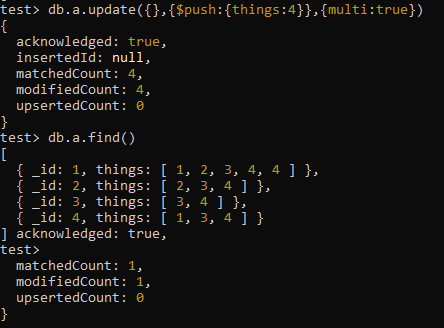 test> db.a.update({},{$push:{things:4}},{multi:true})
{
  acknowledged: true,
  insertedId: null,
  matchedCount: 4,
  modifiedCount: 4,
  upsertedCount: 0
}
test> db.a.find()
[
  { _id: 1, things: [ 1, 2, 3, 4, 4 ] },
  { _id: 2, things: [ 2, 3, 4 ] },
  { _id: 3, things: [ 3, 4 ] },
  { _id: 4, things: [ 1, 3, 4 ] }
] acknowledged: true,
test>
  matchedCount: 1,
  modifiedCount: 1,
  upsertedCount: 0
}